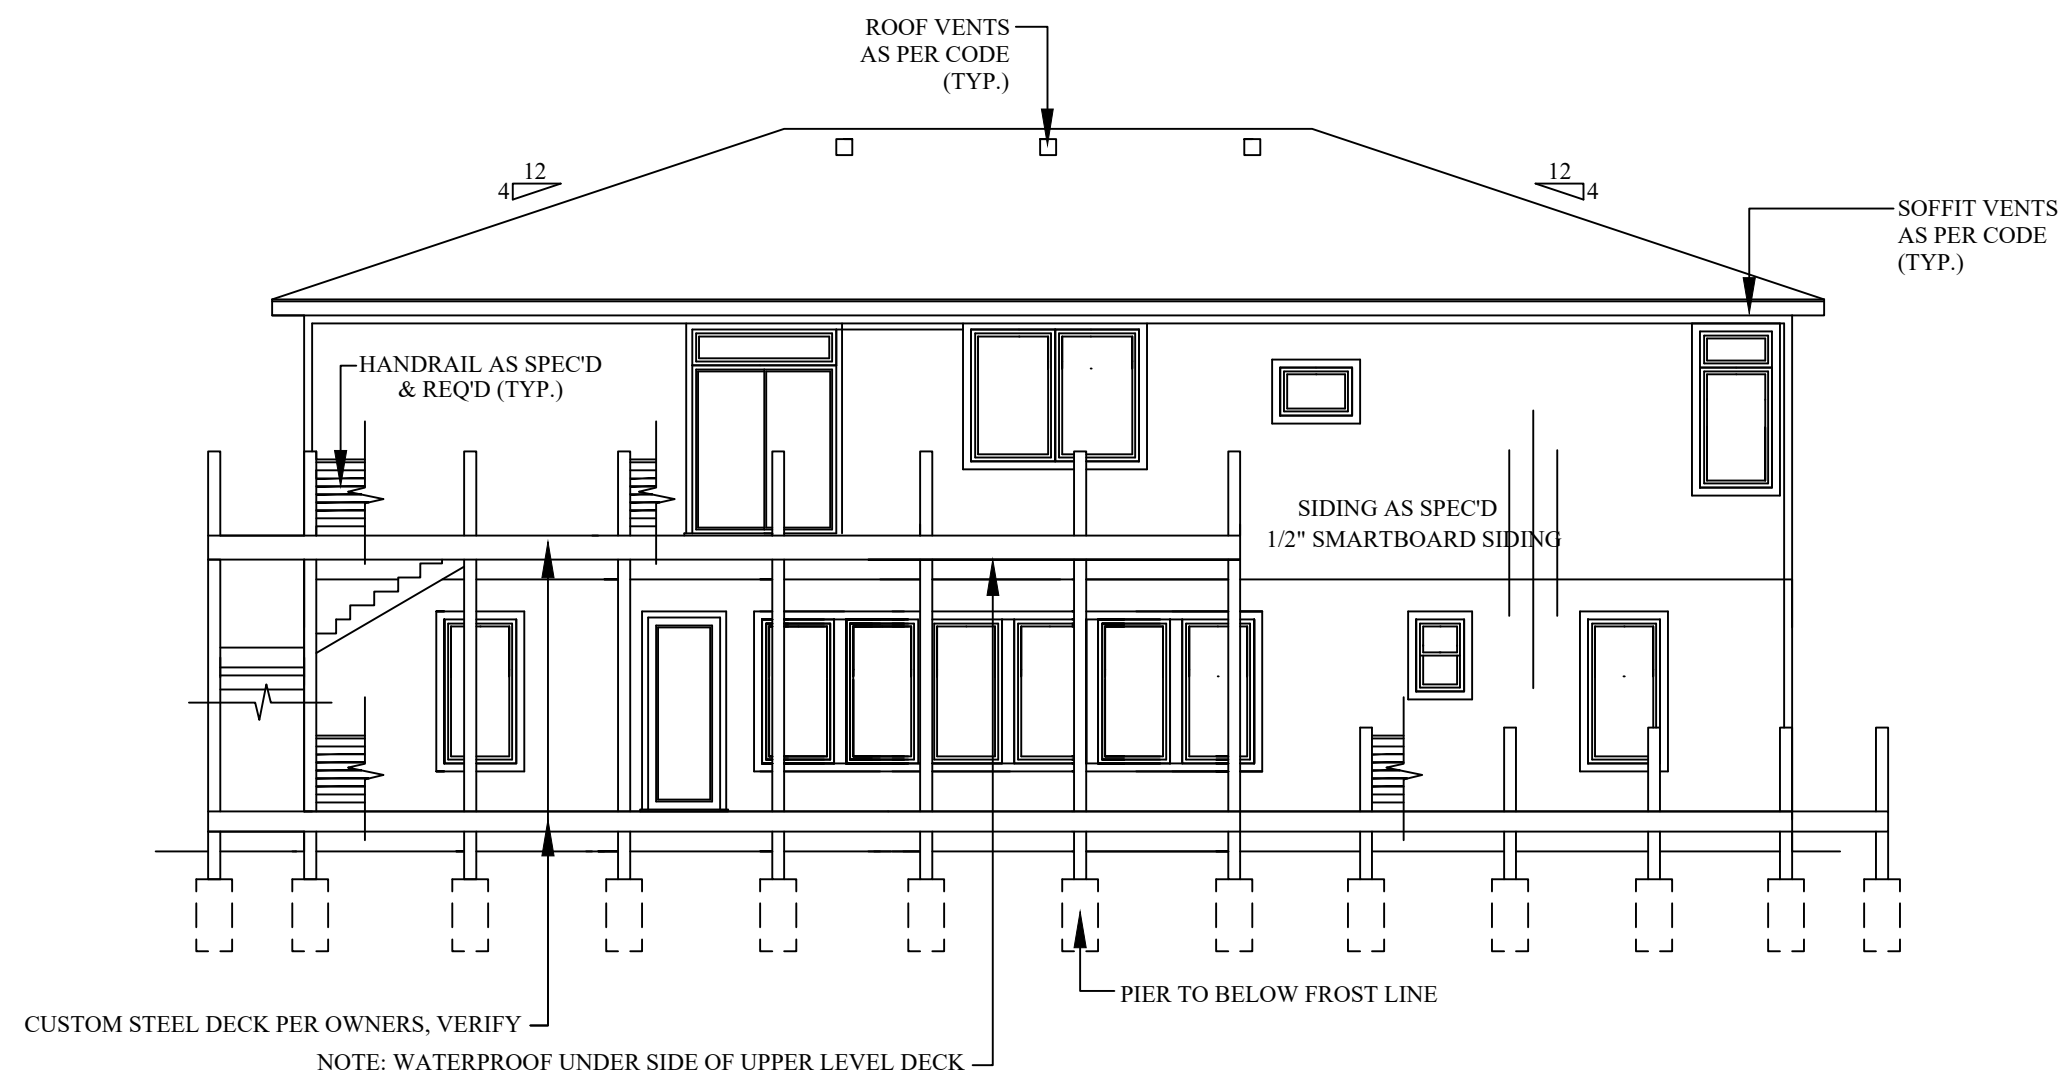 ROOF VENTS
AS PER CODE
(TYP.)
12
4
12
4
SOFFIT VENTS
AS PER CODE
(TYP.)
HANDRAIL AS SPEC'D
& REQ'D (TYP.)
SIDING AS SPEC'D
1/2" SMARTBOARD SIDING
PIER TO BELOW FROST LINE
CUSTOM STEEL DECK PER OWNERS, VERIFY
NOTE: WATERPROOF UNDER SIDE OF UPPER LEVEL DECK